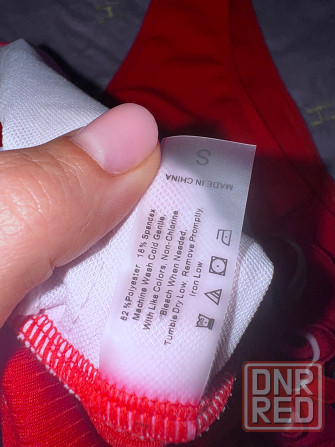 S
MADE IN CHINA
82 %Polyester 18% Spandex
Machine Wash Cold Gentle,
With Like Colors, Non-Chlorine
Bleach When Needed,
Tumble Dry Low. Remove Promptly.
Iron Low
DNR
RED